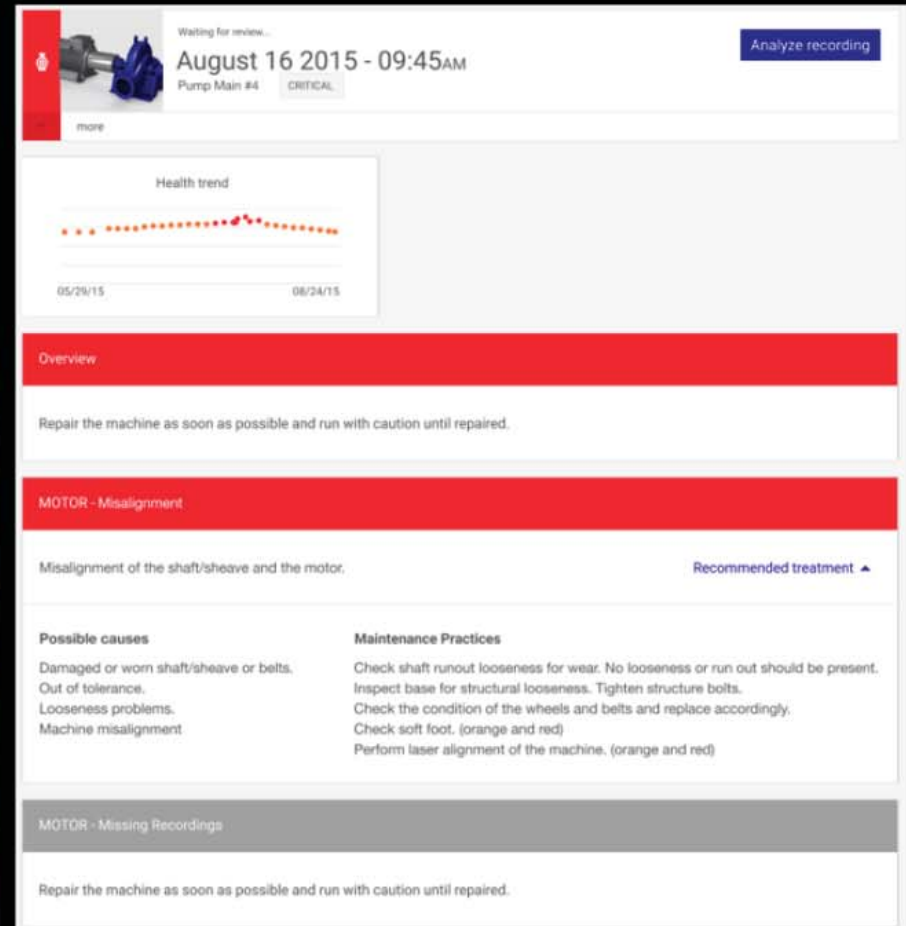 Waiting for review...
August 16 2015 - 09:45AM
Analyze recording
Pump Main #4 CRITICAL
more
Health trend
05/29/15 08/24/15
Overview
Repair the machine as soon as possible and run with caution until repaired.
MOTOR - Misalignment
Misalignment of the shaft/sheave and the motor.
Recommended treatment
Possible causes
Damaged or worn shaft/sheave or belts.
Out of tolerance.
Looseness problems.
Machine misalignment
Maintenance Practices
Check shaft runout looseness for wear. No looseness or run out should be present.
Inspect base for structural looseness. Tighten structure bolts.
Check the condition of the wheels and belts and replace accordingly.
Check soft foot. (orange and red)
Perform laser alignment of the machine. (orange and red)
MOTOR - Missing Recordings
Repair the machine as soon as possible and run with caution until repaired.